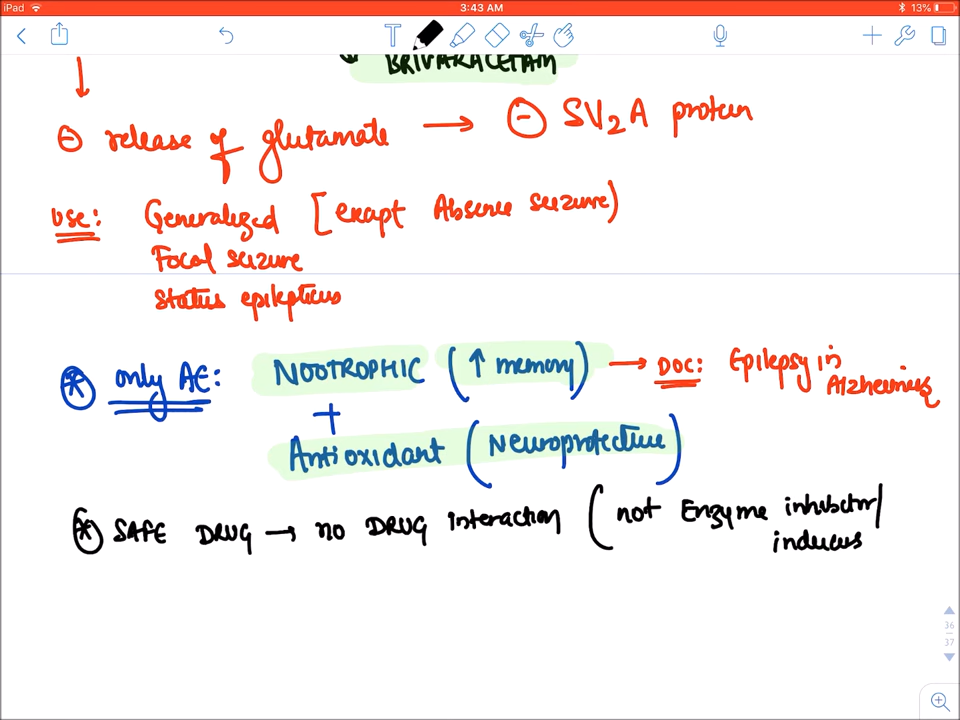 iPad
3:43 AM
13%
T
BRIVARACETAM
⊖ release of glutamate → ⊖ SV2A protein
USE: Generalized [except Absence seizure)
Focal seizure
Status epilepticus
* only AE: NOOTROPHIC (↑ memory) → DOC: Epilepsy in
Alzheimers
+
Antioxidant (Neuroprotective)
* SAFE DRUG → no DRUG Interaction (not Enzyme inhibitor/
inducers
36
37